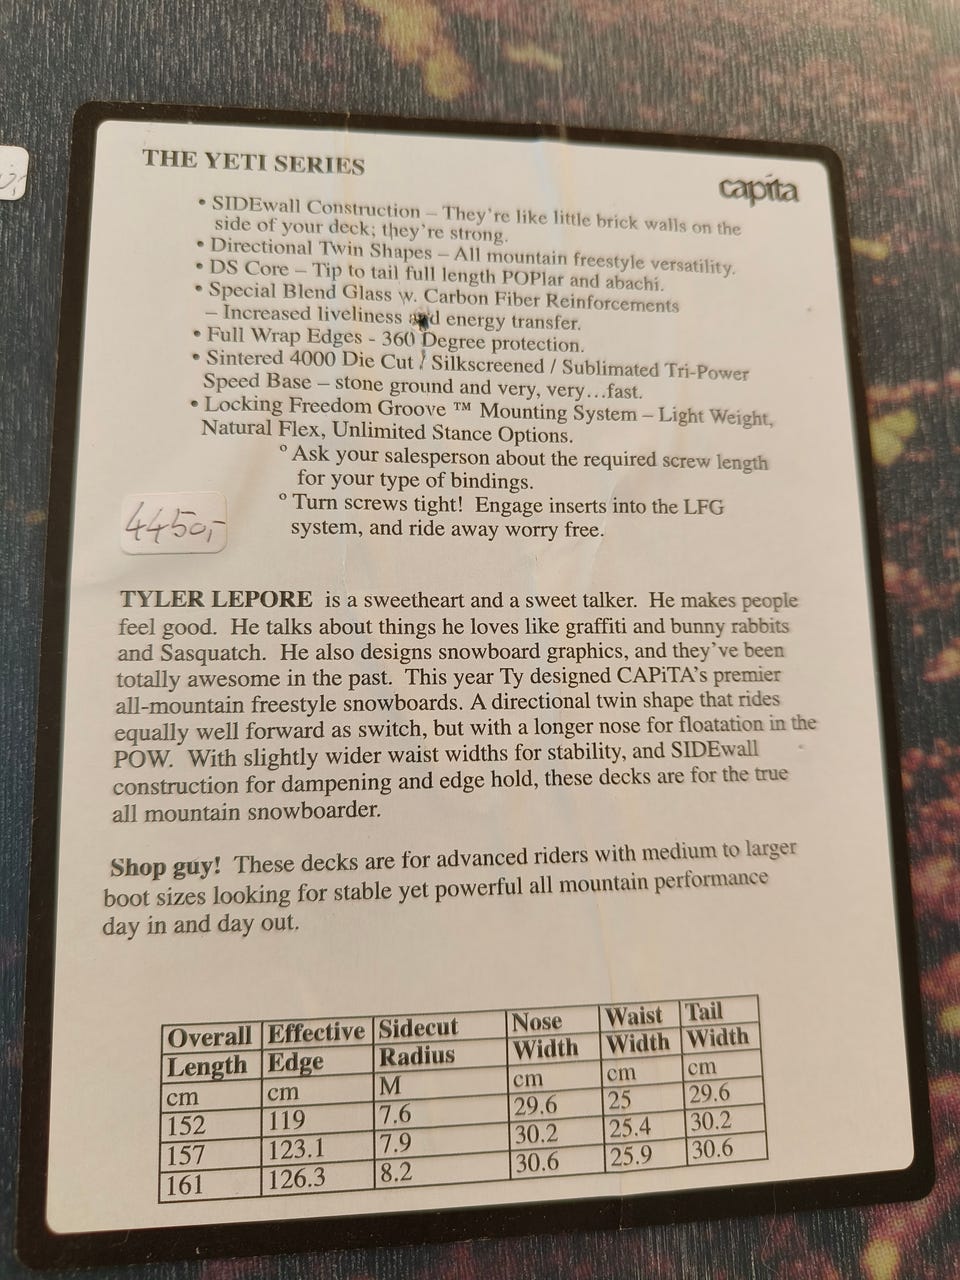 THE YETI SERIES
capita
• SIDEwall Construction – They're like little brick walls on the
side of your deck; they're strong.
• Directional Twin Shapes – All mountain freestyle versatility.
• DS Core – Tip to tail full length POPlar and abachi.
• Special Blend Glass w. Carbon Fiber Reinforcements
– Increased liveliness and energy transfer.
• Full Wrap Edges - 360 Degree protection.
• Sintered 4000 Die Cut / Silkscreened / Sublimated Tri-Power
Speed Base – stone ground and very, very…fast.
• Locking Freedom Groove ™ Mounting System – Light Weight,
Natural Flex, Unlimited Stance Options.
° Ask your salesperson about the required screw length
for your type of bindings.
° Turn screws tight! Engage inserts into the LFG
system, and ride away worry free.
4450,-
TYLER LEPORE is a sweetheart and a sweet talker. He makes people
feel good. He talks about things he loves like graffiti and bunny rabbits
and Sasquatch. He also designs snowboard graphics, and they've been
totally awesome in the past. This year Ty designed CAPiTA's premier
all-mountain freestyle snowboards. A directional twin shape that rides
equally well forward as switch, but with a longer nose for floatation in the
POW. With slightly wider waist widths for stability, and SIDEwall
construction for dampening and edge hold, these decks are for the true
all mountain snowboarder.
Shop guy! These decks are for advanced riders with medium to larger
boot sizes looking for stable yet powerful all mountain performance
day in and day out.
Overall Effective Sidecut Nose Waist Tail
Length Edge Radius Width Width Width
cm cm M cm cm cm
152 119 7.6 29.6 25 29.6
157 123.1 7.9 30.2 25.4 30.2
161 126.3 8.2 30.6 25.9 30.6